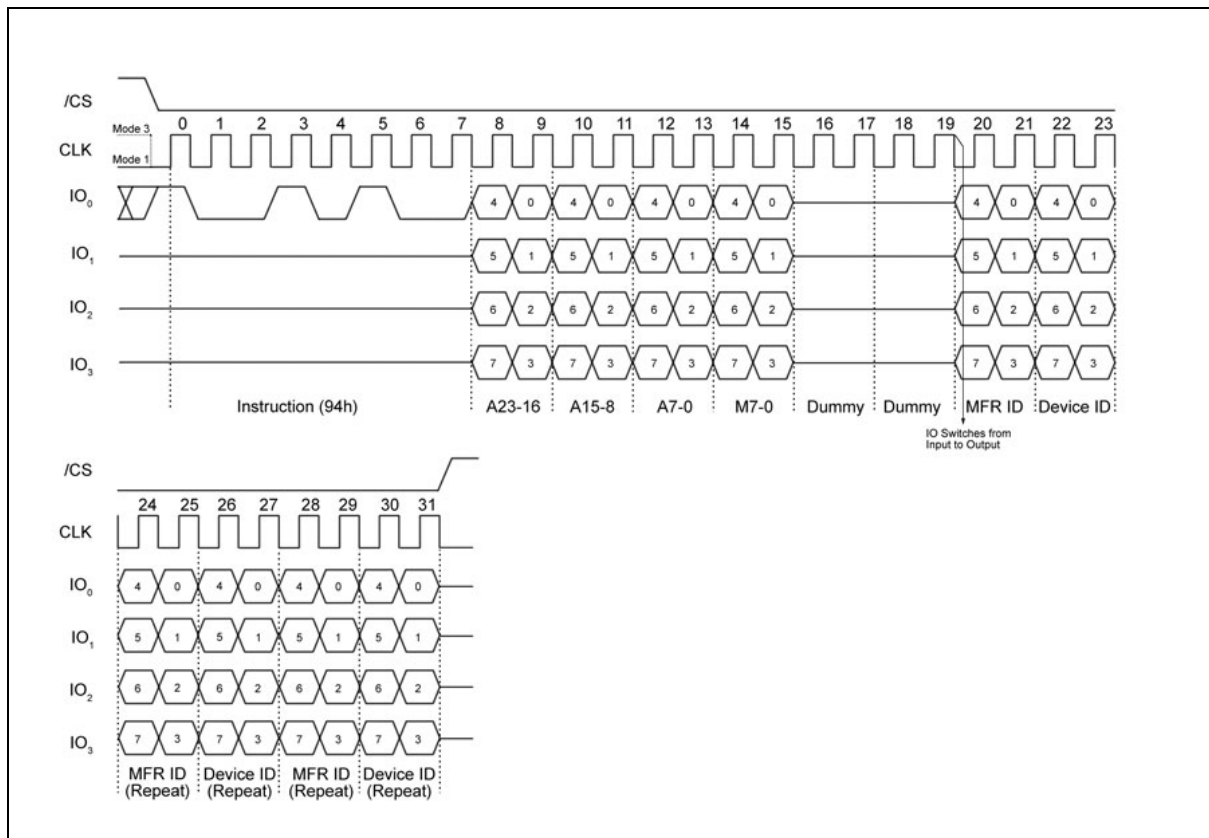 /CS
Mode 3
0 1 2 3 4 5 6 7 8 9 10 11 12 13 14 15 16 17 18 19 20 21 22 23
CLK
Mode 1
IO0 4 0 4 0 4 0 4 0 4 0 4 0
IO1 5 1 5 1 5 1 5 1 5 1 5 1
IO2 6 2 6 2 6 2 6 2 6 2 6 2
IO3 7 3 7 3 7 3 7 3 7 3 7 3
Instruction (94h) A23-16 A15-8 A7-0 M7-0 Dummy Dummy MFR ID Device ID
IO Switches from
Input to Output
/CS
24 25 26 27 28 29 30 31
CLK
IO0 4 0 4 0 4 0 4 0
IO1 5 1 5 1 5 1 5 1
IO2 6 2 6 2 6 2 6 2
IO3 7 3 7 3 7 3 7 3
MFR ID Device ID MFR ID Device ID
(Repeat) (Repeat) (Repeat) (Repeat)